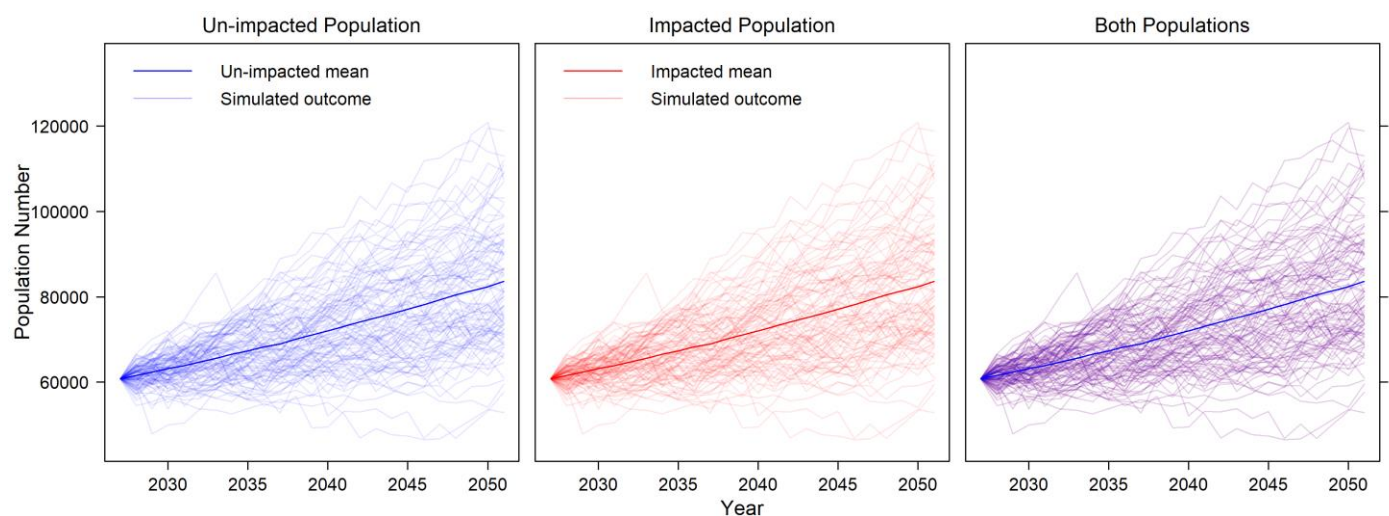 Un-impacted Population
Impacted Population
Both Populations
Un-impacted mean
Simulated outcome
Impacted mean
Simulated outcome
Population Number
120000
100000
80000
60000
2030 2035 2040 2045 2050
2030 2035 2040 2045 2050
2030 2035 2040 2045 2050
Year